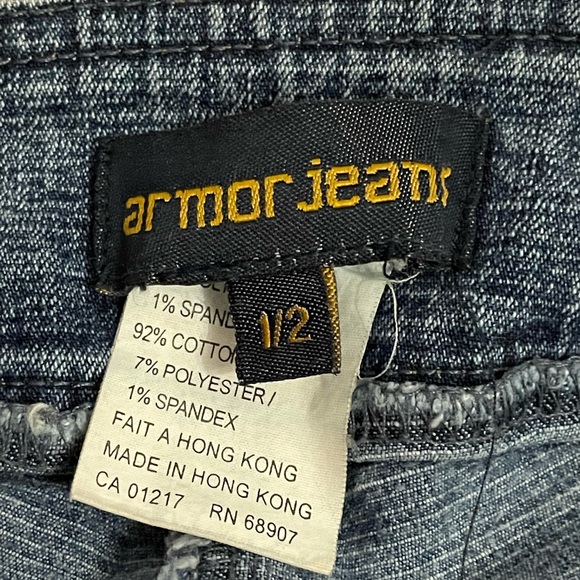 armorjeans
1/2
1% SPAND
92% COTTO
7% POLYESTER /
1% SPANDEX
FAIT A HONG KONG
MADE IN HONG KONG
CA 01217 RN 68907